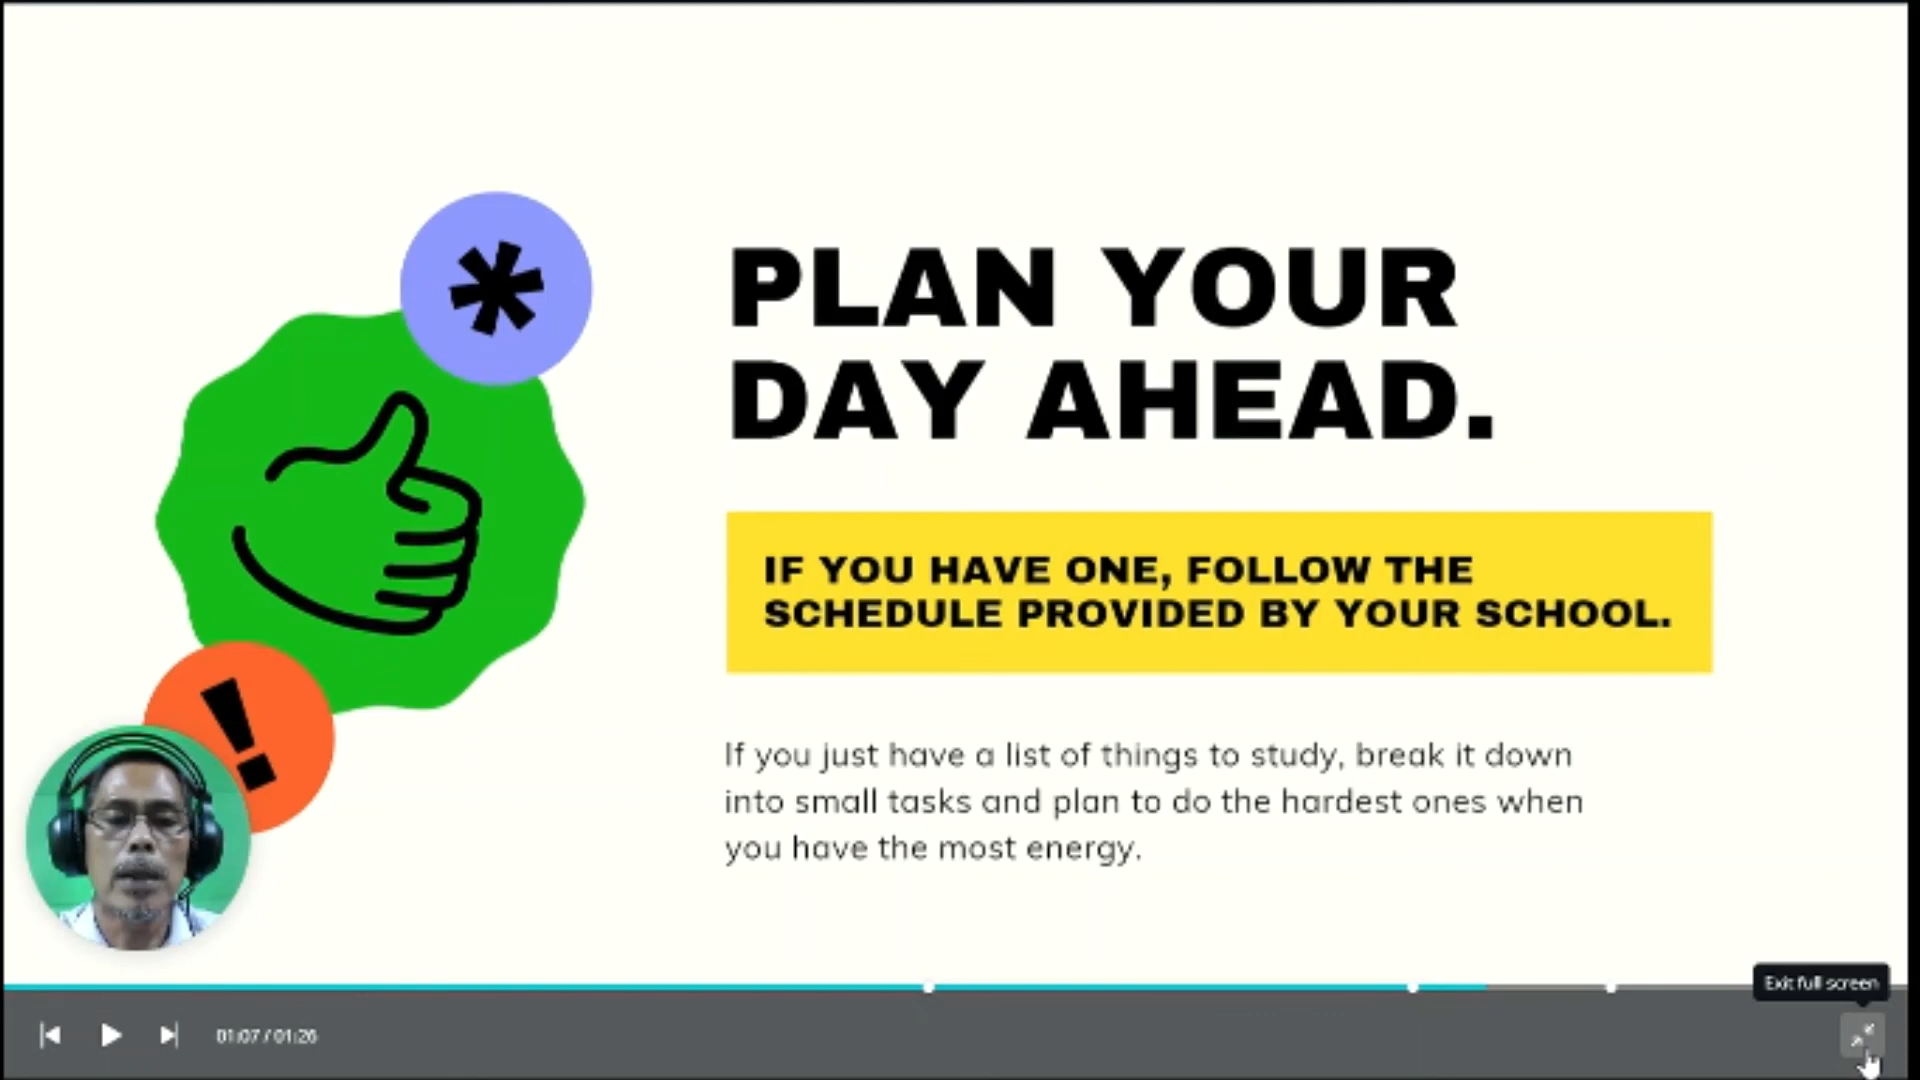 PLAN YOUR
DAY AHEAD.
IF YOU HAVE ONE, FOLLOW THE
SCHEDULE PROVIDED BY YOUR SCHOOL.
If you just have a list of things to study, break it down
into small tasks and plan to do the hardest ones when
you have the most energy.
Exit full screen
01:07 / 01:26